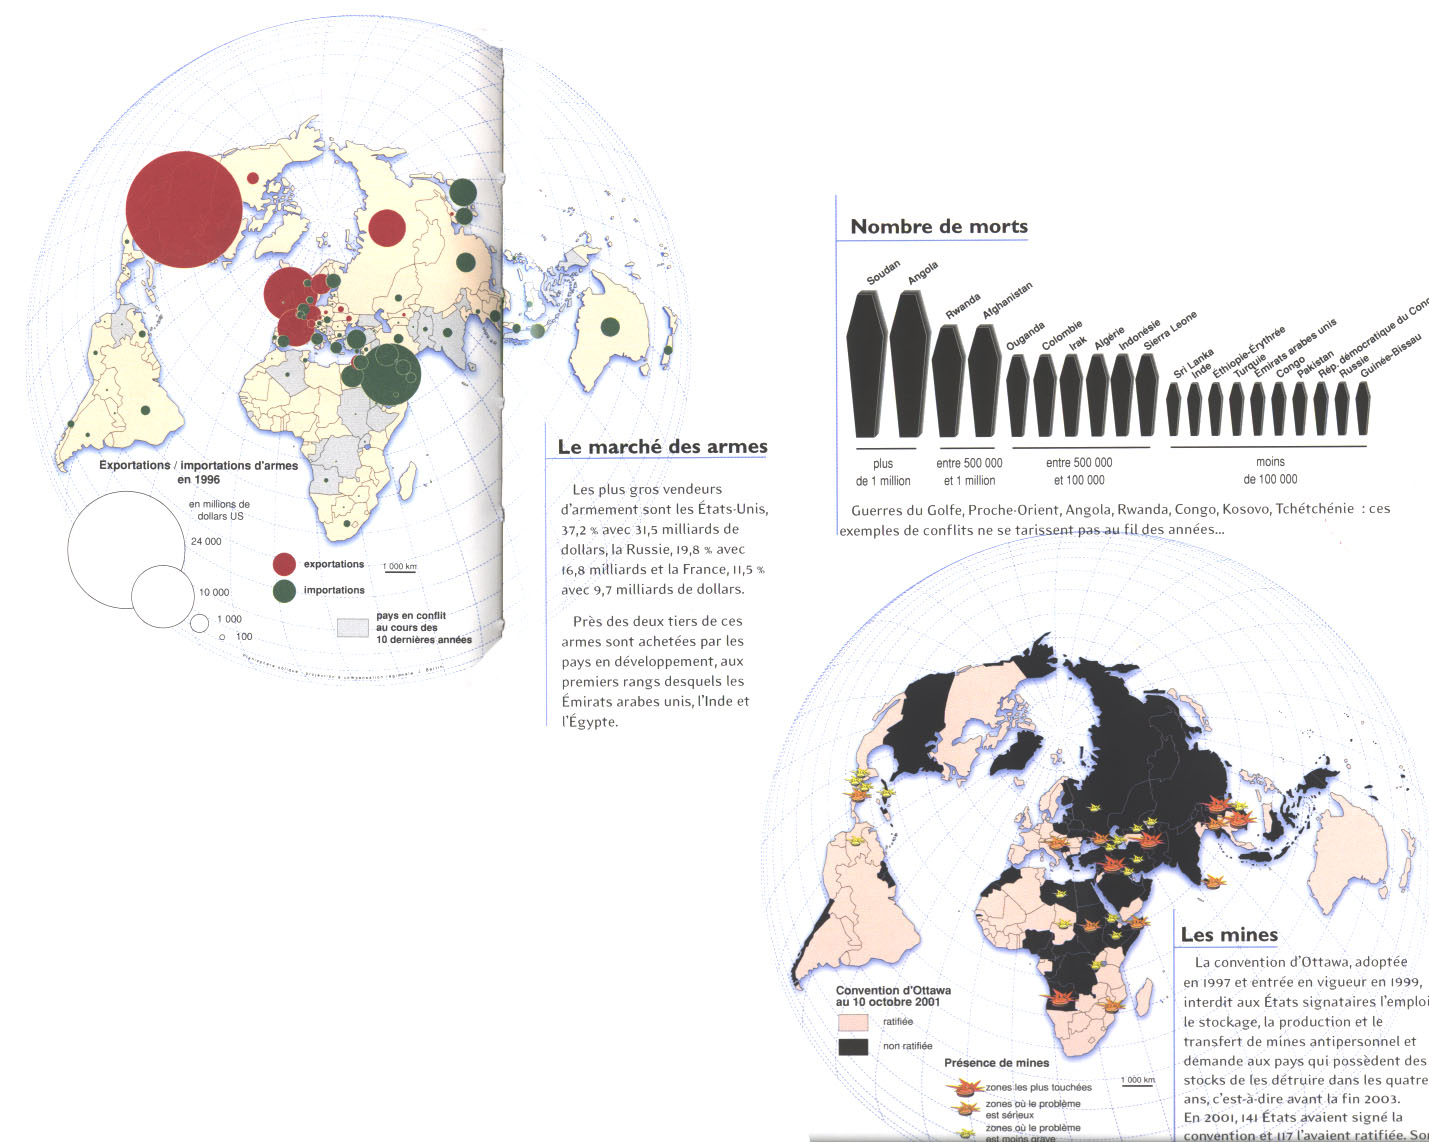 Exportations / importations d'armes
en 1996
en millions de
dollars US
24 000
10 000
1 000
100
exportations
importations
1 000 km
pays en conflit
au cours des
10 dernières années
Le marché des armes
Les plus gros vendeurs
d'armement sont les États-Unis,
37,2 % avec 31,5 milliards de
dollars, la Russie, 19,8 % avec
16,8 milliards et la France, 11,5 %
avec 9,7 milliards de dollars.
Près des deux tiers de ces
armes sont achetées par les
pays en développement, aux
premiers rangs desquels les
Émirats arabes unis, l'Inde et
l'Égypte.
Nombre de morts
Soudan
Angola
Rwanda
Afghanistan
Ouganda
Colombie
Irak
Algérie
Indonésie
Sierra Leone
Sri Lanka
Inde
Éthiopie-Érythrée
Turquie
Émirats arabes unis
Congo
Pakistan
Rép. démocratique du Cong
Russie
Guinée-Bissau
plus
de 1 million
entre 500 000
et 1 million
entre 500 000
et 100 000
moins
de 100 000
Guerres du Golfe, Proche-Orient, Angola, Rwanda, Congo, Kosovo, Tchétchénie : ces
exemples de conflits ne se tarissent pas au fil des années...
Convention d'Ottawa
au 10 octobre 2001
ratifiée
non ratifiée
Présence de mines
zones les plus touchées
zones où le problème
est sérieux
zones où le problème
est moins grave
1 000 km
Les mines
La convention d'Ottawa, adoptée
en 1997 et entrée en vigueur en 1999,
interdit aux États signataires l'emploi
le stockage, la production et le
transfert de mines antipersonnel et
demande aux pays qui possèdent des
stocks de les détruire dans les quatre
ans, c'est-à-dire avant la fin 2003.
En 2001, 141 États avaient signé la
convention et 117 l'avaient ratifiée. Son